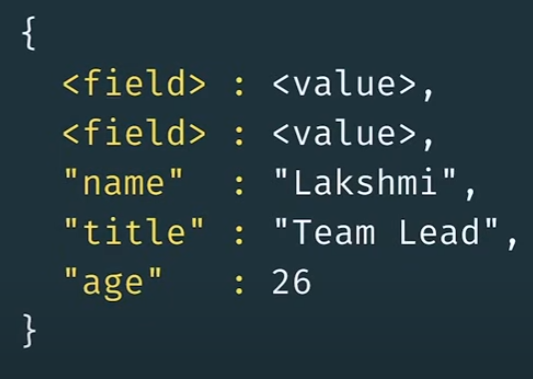 {
<field> : <value>,
<field> : <value>,
"name" : "Lakshmi",
"title" : "Team Lead",
"age" : 26
}